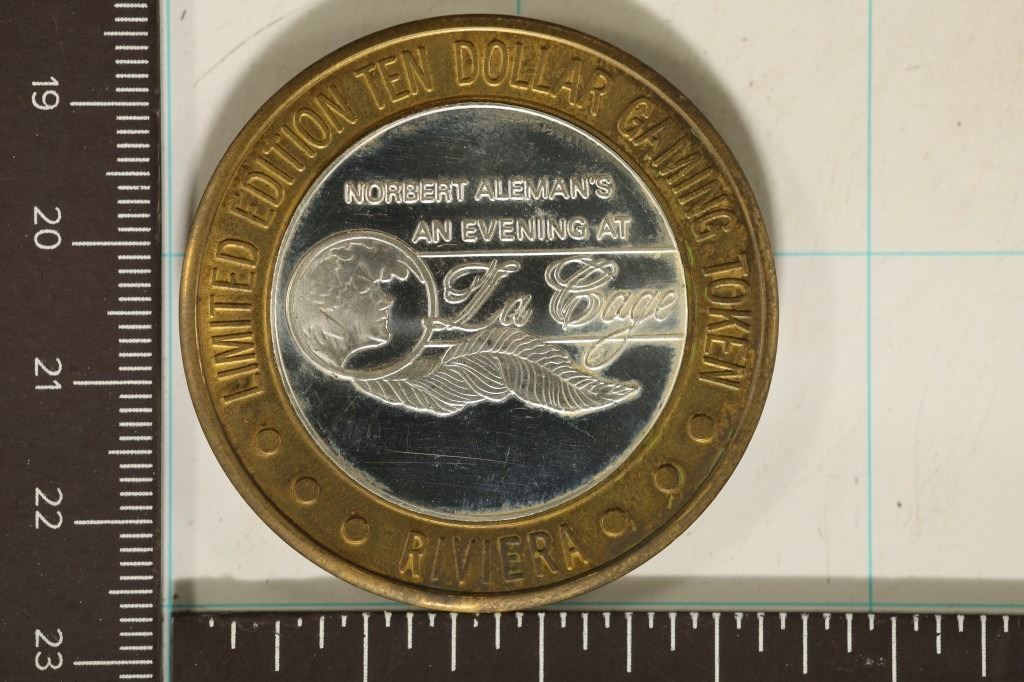 LIMITED EDITION TEN DOLLAR GAMING TOKEN
NORBERT ALEMAN'S
AN EVENING AT
La Cage
RIVIERA
19
20
21
22
23